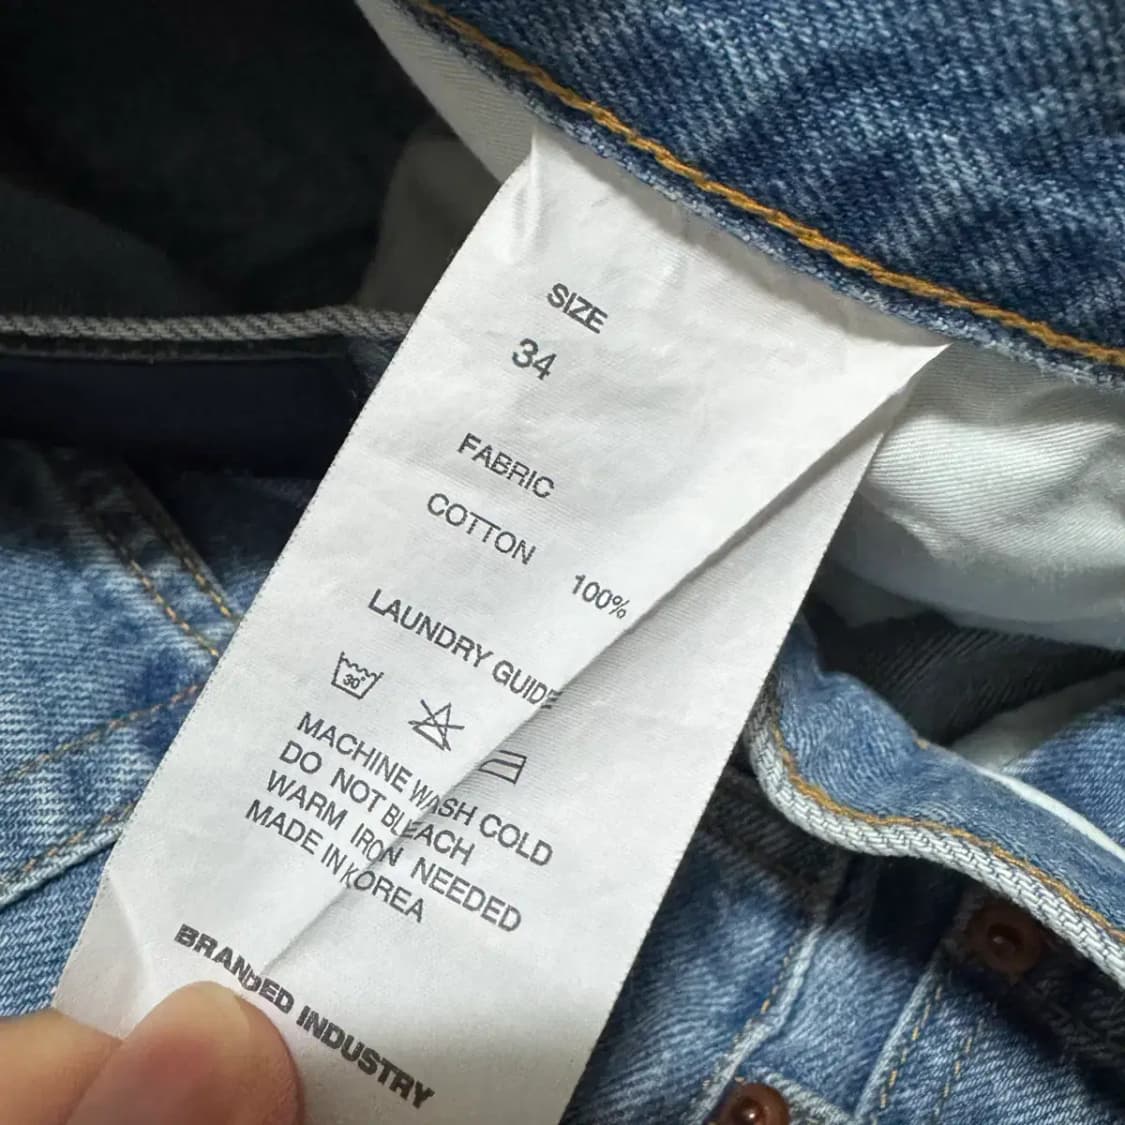 SIZE
34
FABRIC
COTTON 100%
LAUNDRY GUIDE
30°
MACHINE WASH COLD
DO NOT BLEACH
WARM IRON NEEDED
MADE IN KOREA
BRANDED INDUSTRY